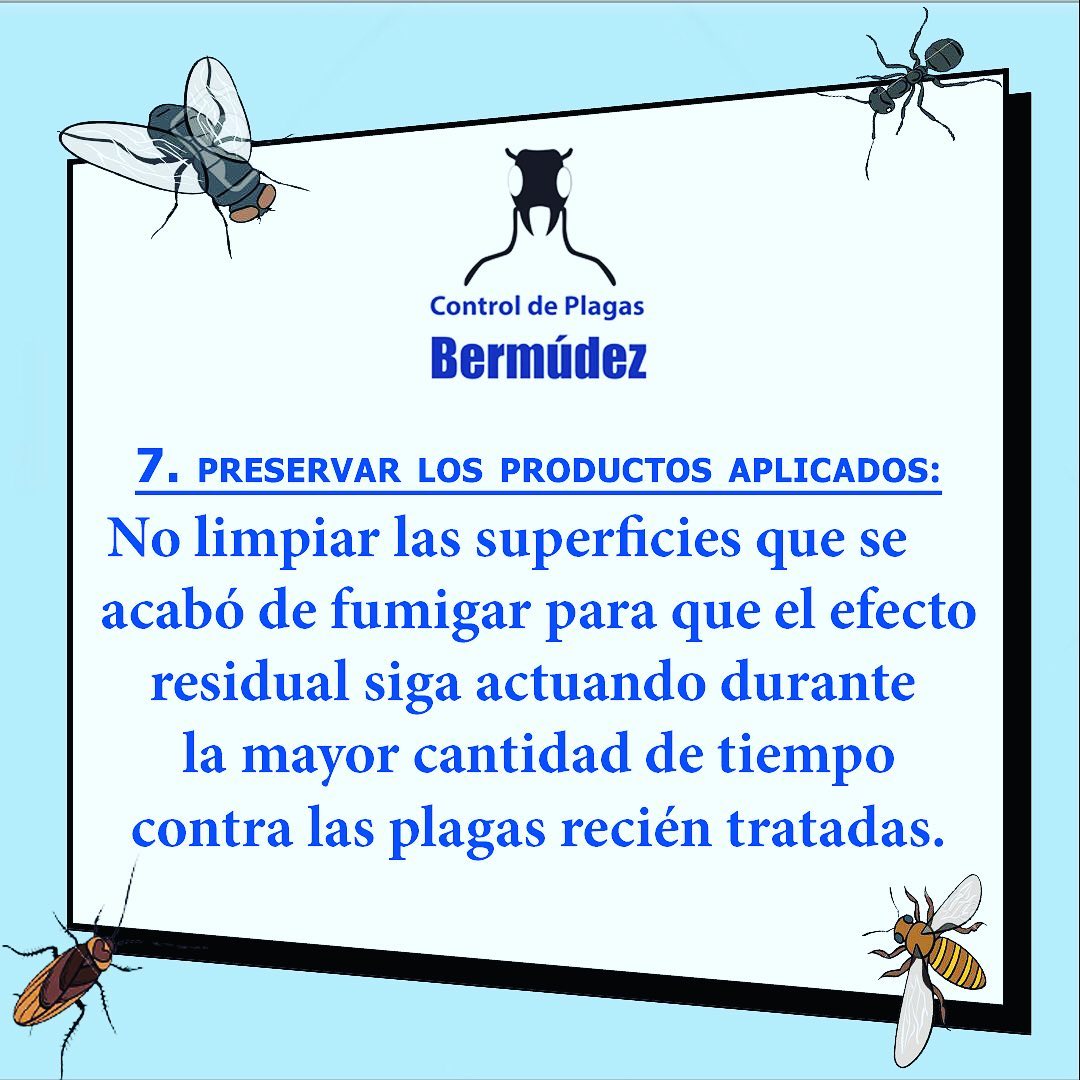 Control de Plagas
Bermúdez
7. PRESERVAR LOS PRODUCTOS APLICADOS:
No limpiar las superficies que se
acabó de fumigar para que el efecto
residual siga actuando durante
la mayor cantidad de tiempo
contra las plagas recién tratadas.